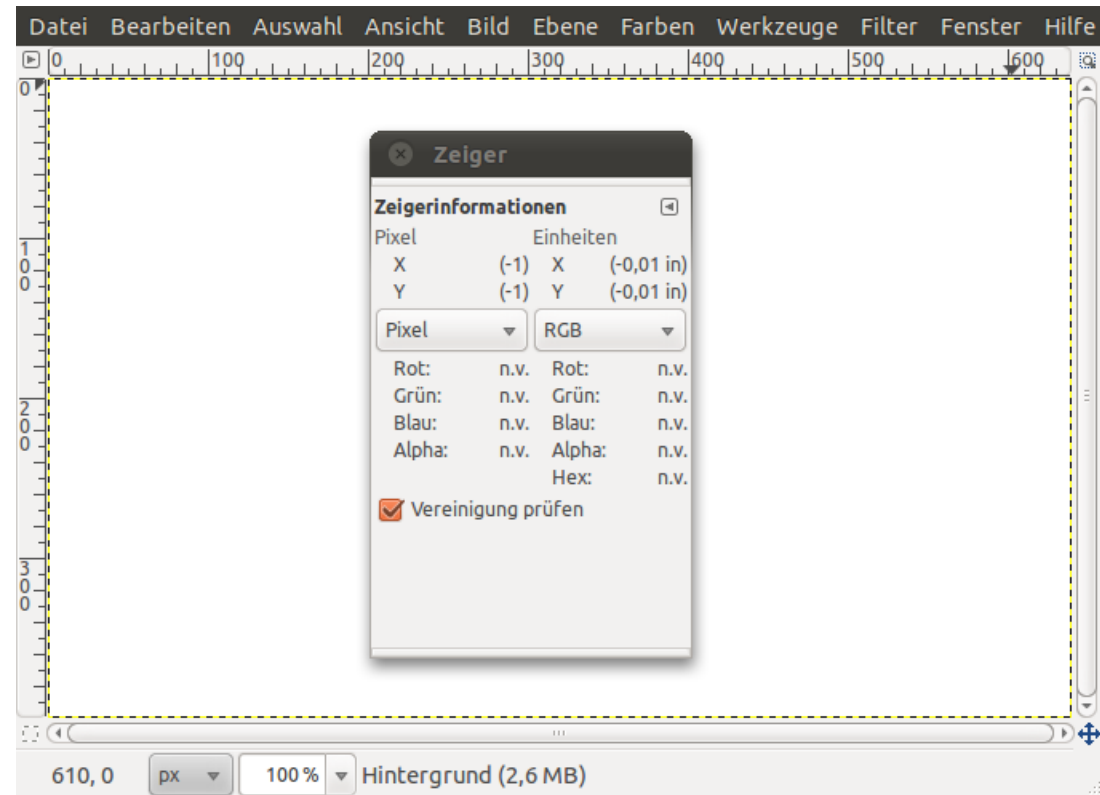 Datei Bearbeiten Auswahl Ansicht Bild Ebene Farben Werkzeuge Filter Fenster Hilfe
0 100 200 300 400 500 600
0
100
200
300
Zeiger
Zeigerinformationen
Pixel Einheiten
X (-1) X (-0,01 in)
Y (-1) Y (-0,01 in)
Pixel RGB
Rot: n.v. Rot: n.v.
Grün: n.v. Grün: n.v.
Blau: n.v. Blau: n.v.
Alpha: n.v. Alpha: n.v.
Hex: n.v.
Vereinigung prüfen
610, 0 px 100 % Hintergrund (2,6 MB)